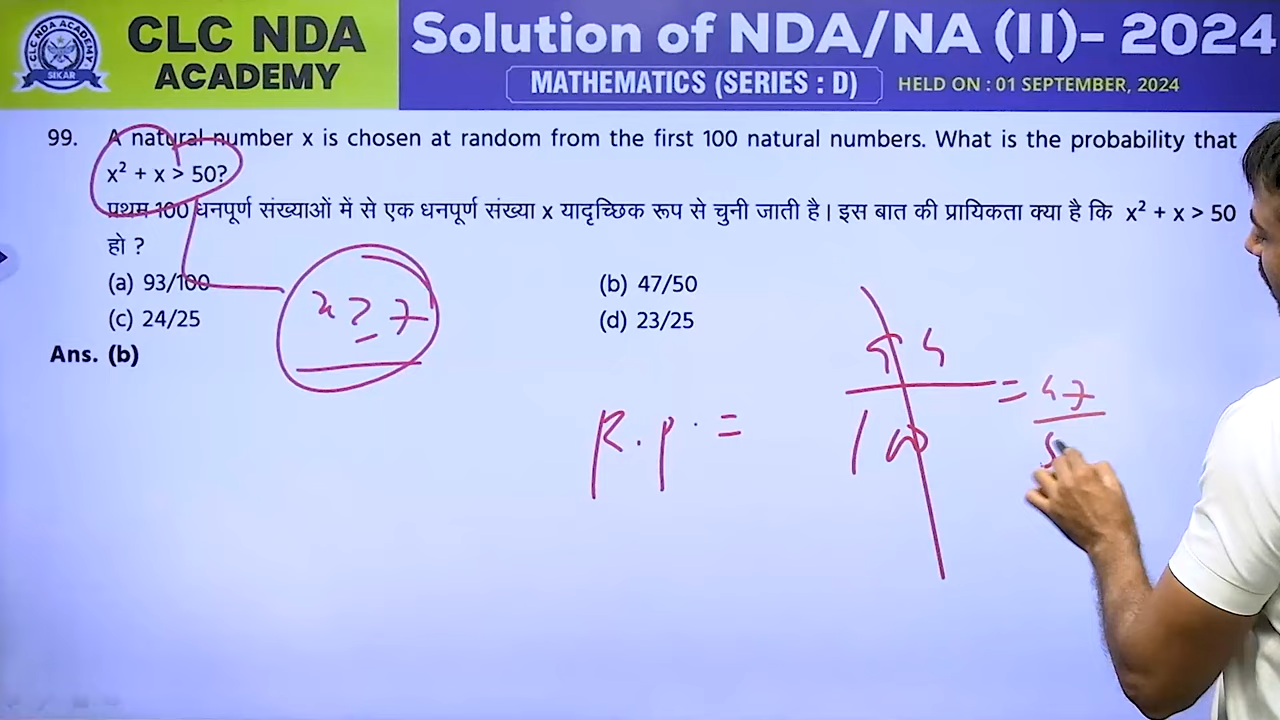 CLC NDA ACADEMY
SIKAR
CLC NDA
ACADEMY
Solution of NDA/NA (II)- 2024
MATHEMATICS (SERIES : D)
HELD ON : 01 SEPTEMBER, 2024
99. A natural number x is chosen at random from the first 100 natural numbers. What is the probability that
x² + x > 50?
प्रथम 100 धनपूर्ण संख्याओं में से एक धनपूर्ण संख्या x यादृच्छिक रूप से चुनी जाती है। इस बात की प्रायिकता क्या है कि x² + x > 50
हो ?
(a) 93/100
(b) 47/50
(c) 24/25
(d) 23/25
Ans. (b)
x ≥ 7
R.P. = 94/100 = 47/5